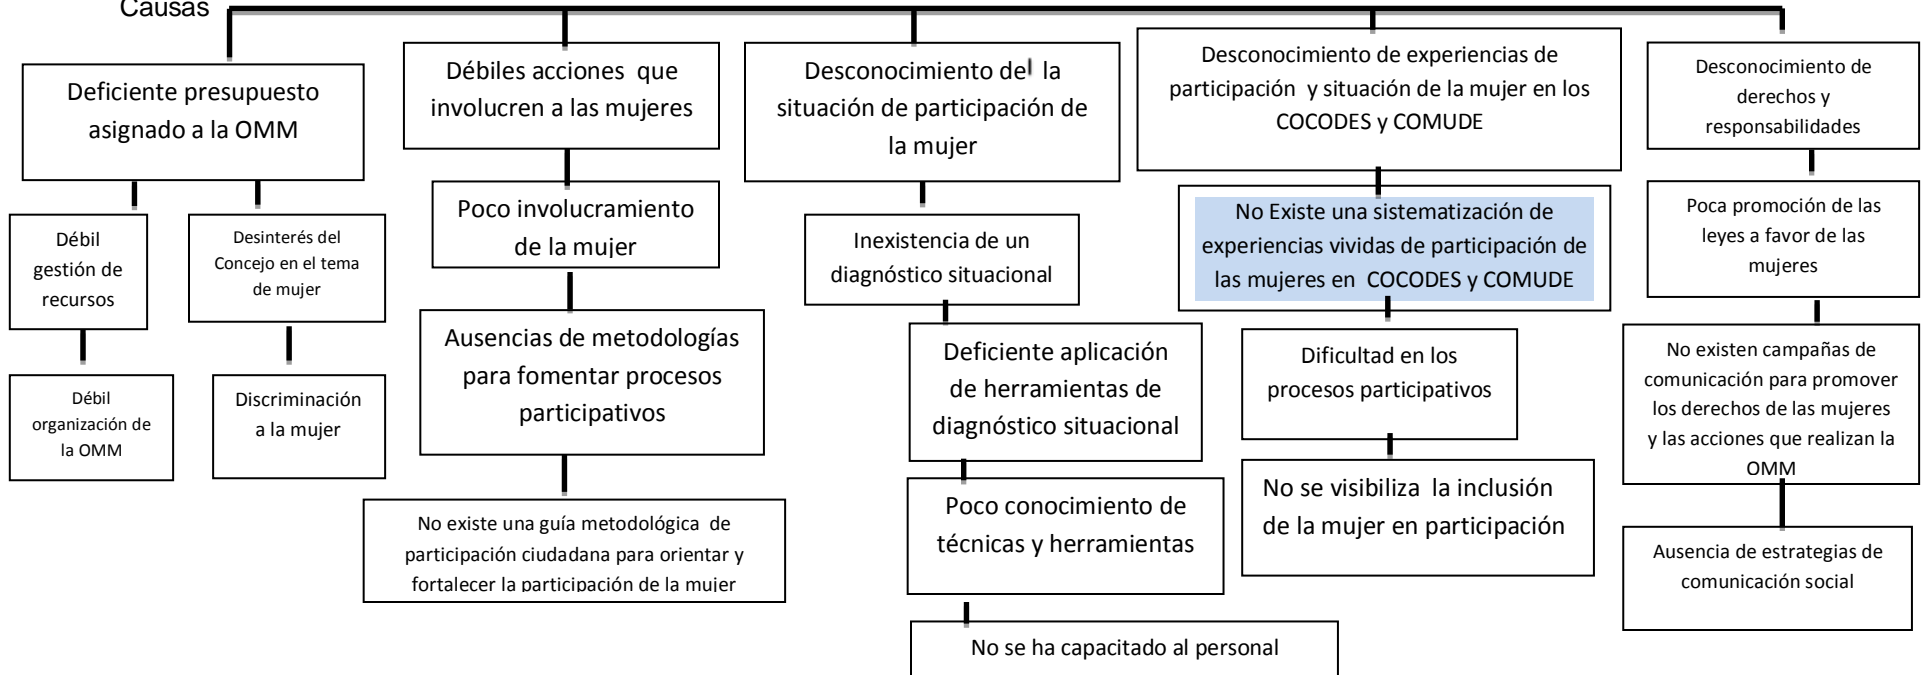 Causas
Deficiente presupuesto
asignado a la OMM
Débil
gestión de
recursos
Débil
organización de
la OMM
Desinterés del
Concejo en el tema
de mujer
Discriminación
a la mujer
Débiles acciones que
involucren a las mujeres
Poco involucramiento
de la mujer
Ausencias de metodologías
para fomentar procesos
participativos
No existe una guía metodológica de
participación ciudadana para orientar y
fortalecer la participación de la mujer
Desconocimiento de la
situación de participación de
la mujer
Inexistencia de un
diagnóstico situacional
Deficiente aplicación
de herramientas de
diagnóstico situacional
Poco conocimiento de
técnicas y herramientas
No se ha capacitado al personal
Desconocimiento de experiencias de
participación y situación de la mujer en los
COCODES y COMUDE
No Existe una sistematización de
experiencias vividas de participación de
las mujeres en COCODES y COMUDE
Dificultad en los
procesos participativos
No se visibiliza la inclusión
de la mujer en participación
Desconocimiento de
derechos y
responsabilidades
Poca promoción de las
leyes a favor de las
mujeres
No existen campañas de
comunicación para promover
los derechos de las mujeres
y las acciones que realizan la
OMM
Ausencia de estrategias de
comunicación social